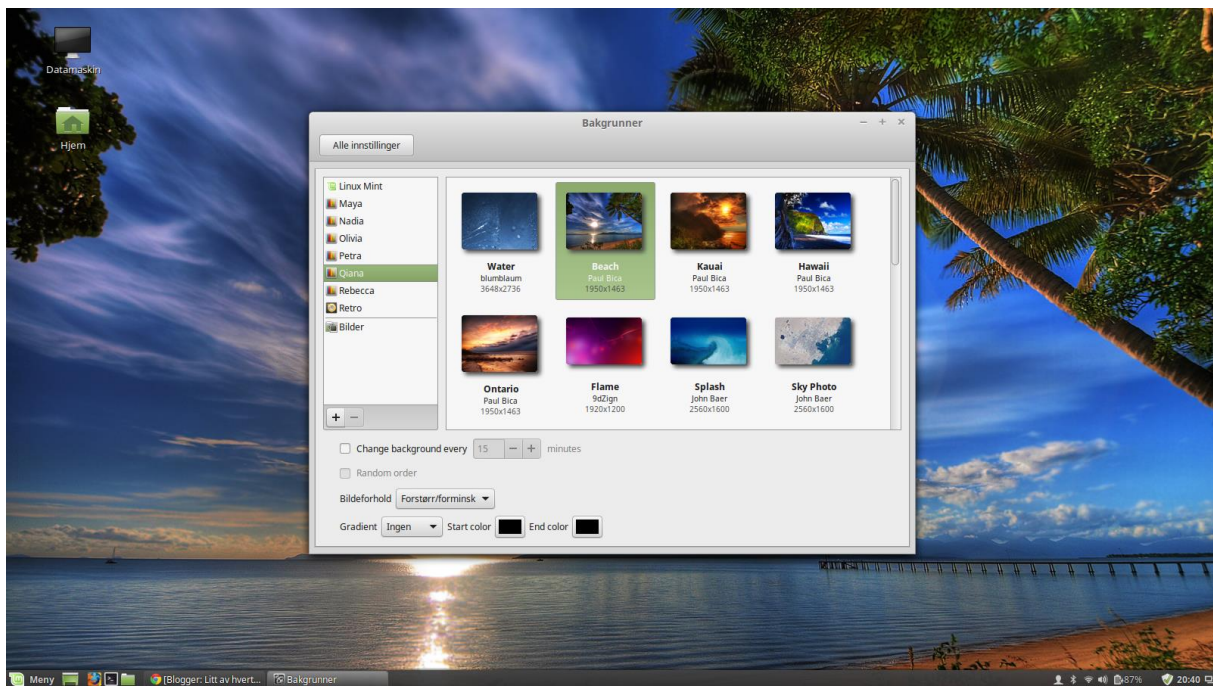 Datamaskin
Hjem
Bakgrunner
Alle innstillinger
Linux Mint
Maya
Nadia
Olivia
Petra
Qiana
Rebecca
Retro
Bilder
Water
blumblaum
3648x2736
Beach
Paul Bica
1950x1463
Kauai
Paul Bica
1950x1463
Hawaii
Paul Bica
1950x1463
Ontario
Paul Bica
1950x1463
Flame
9dZign
1920x1200
Splash
John Baer
2560x1600
Sky Photo
John Baer
2560x1600
Change background every 15 minutes
Random order
Bildeforhold Forstørr/forminsk
Gradient Ingen Start color End color
Meny [Blogger: Litt av hvert... Bakgrunner 87% 20:40